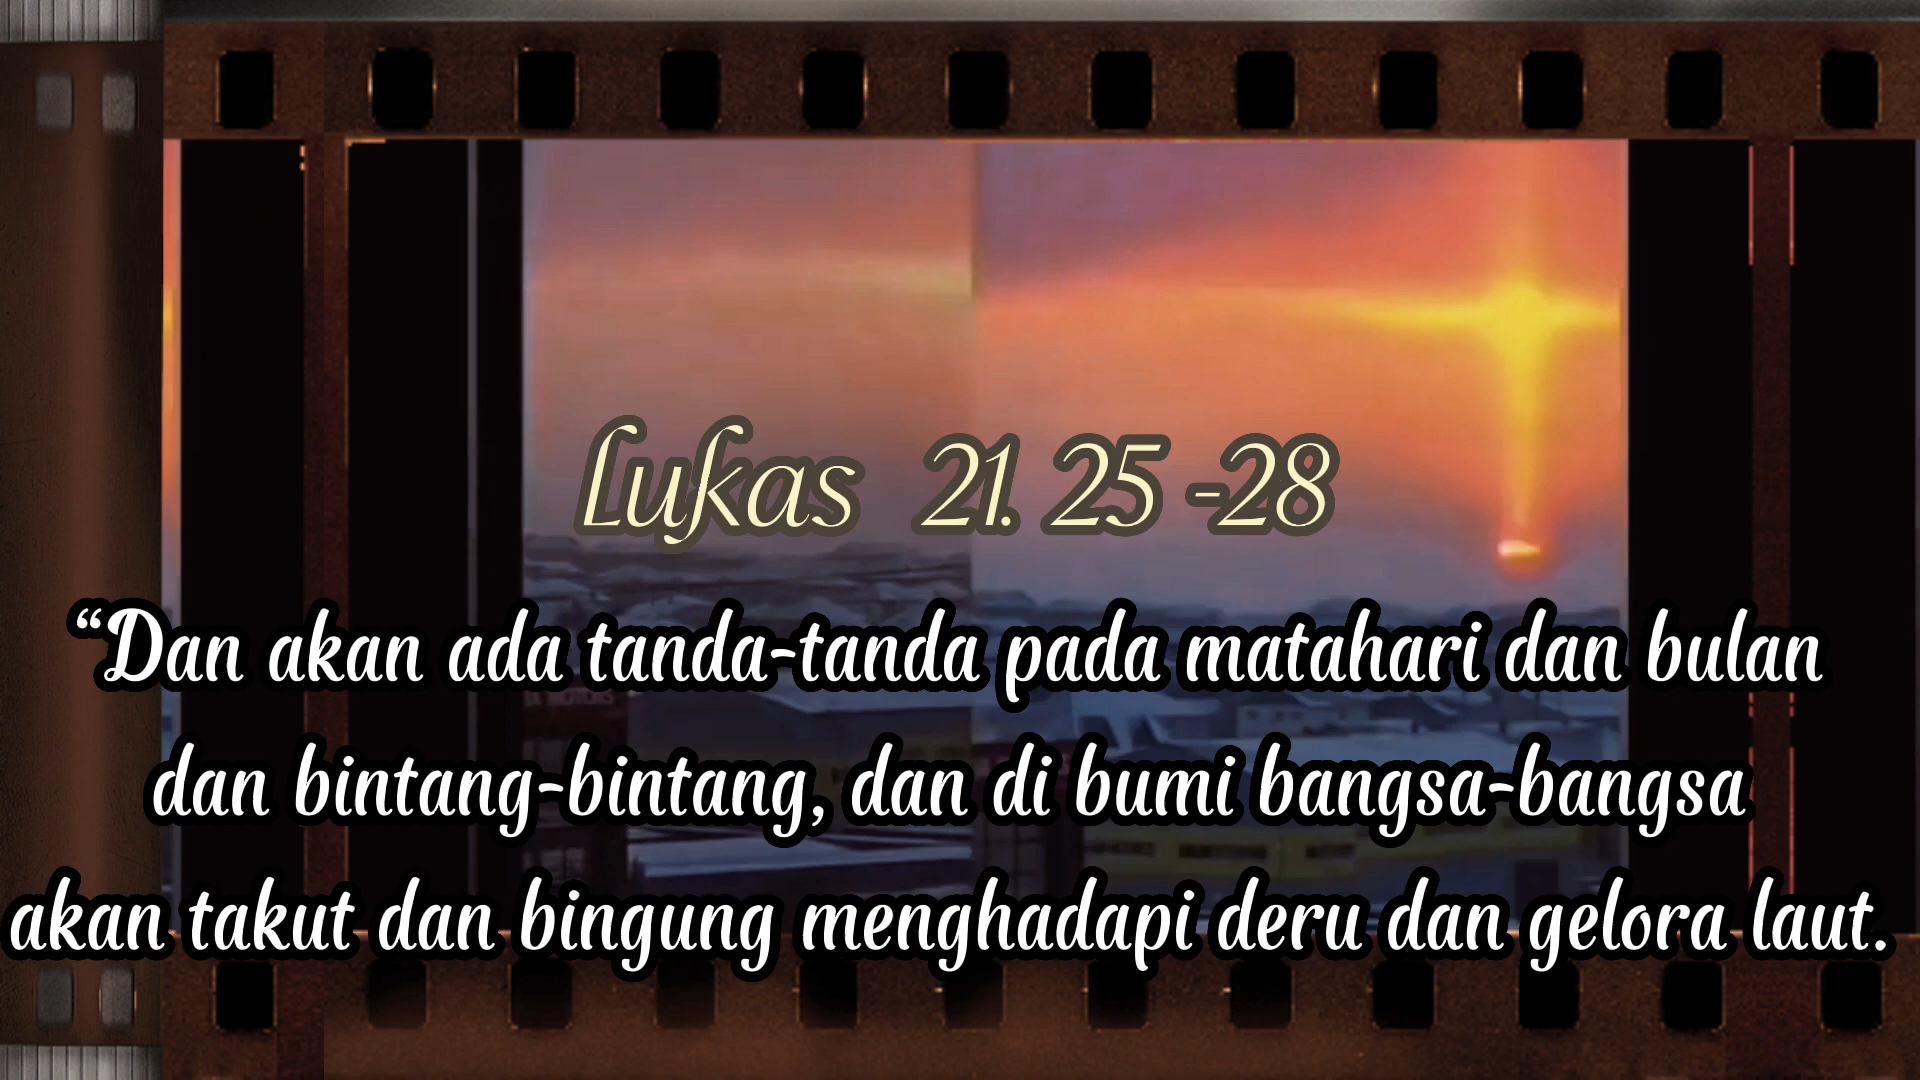 Lukas 21. 25 -28
“Dan akan ada tanda-tanda pada matahari dan bulan
dan bintang-bintang, dan di bumi bangsa-bangsa
akan takut dan bingung menghadapi deru dan gelora laut.